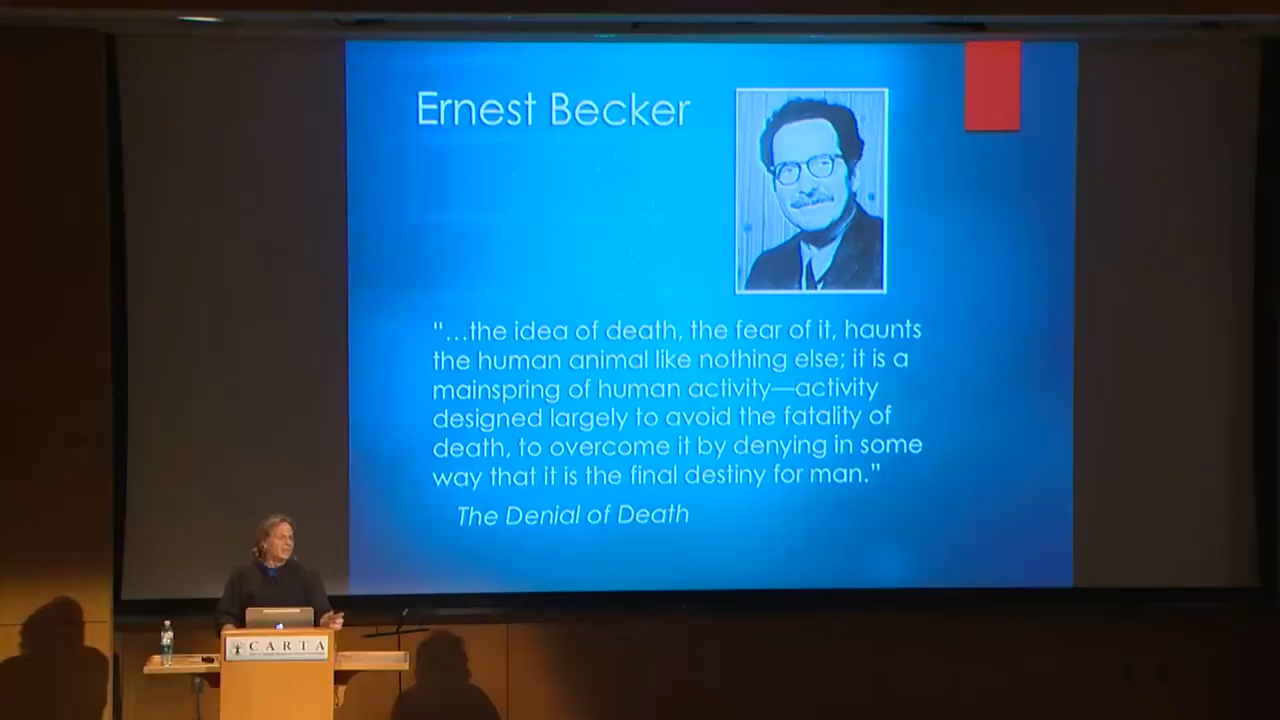 Ernest Becker
“…the idea of death, the fear of it, haunts
the human animal like nothing else; it is a
mainspring of human activity—activity
designed largely to avoid the fatality of
death, to overcome it by denying in some
way that it is the final destiny for man.”
The Denial of Death
CARTA